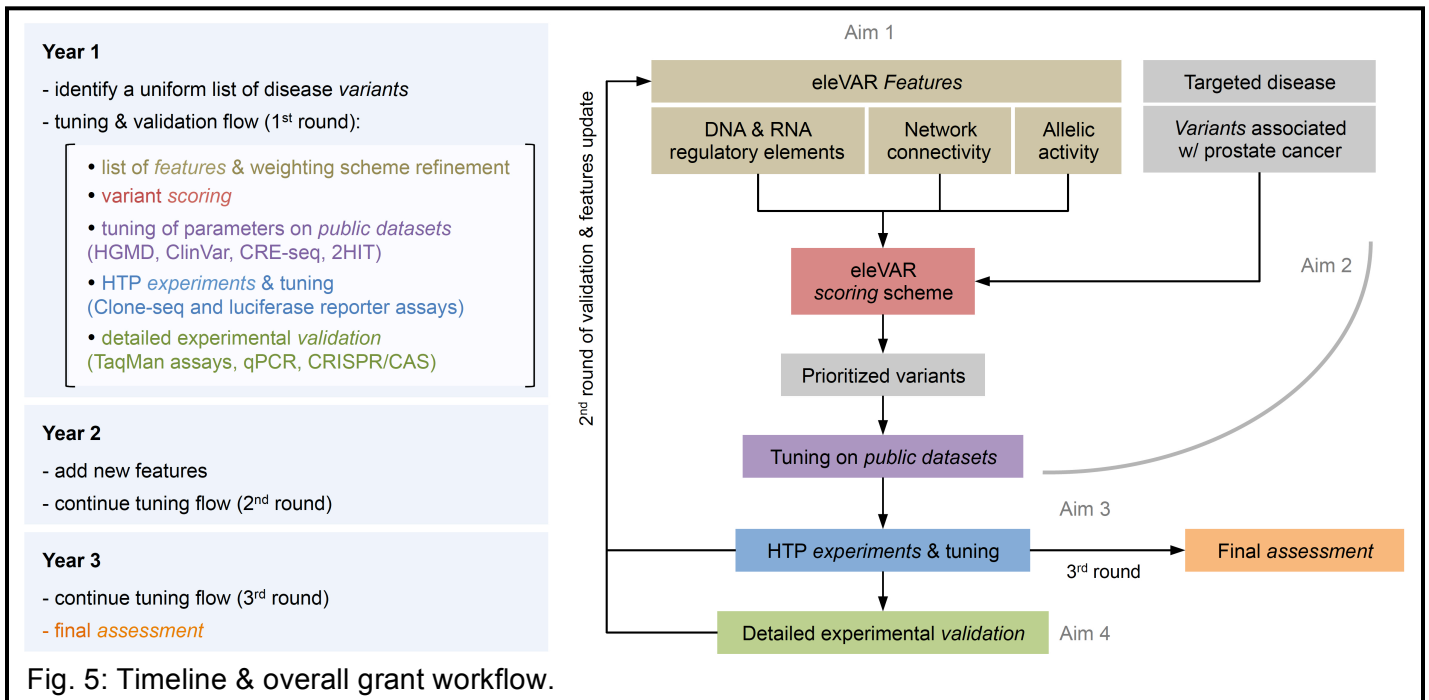 Year 1
- identify a uniform list of disease variants
- tuning & validation flow (1st round):
• list of features & weighting scheme refinement
• variant scoring
• tuning of parameters on public datasets
(HGMD, ClinVar, CRE-seq, 2HIT)
• HTP experiments & tuning
(Clone-seq and luciferase reporter assays)
• detailed experimental validation
(TaqMan assays, qPCR, CRISPR/CAS)
Year 2
- add new features
- continue tuning flow (2nd round)
Year 3
- continue tuning flow (3rd round)
- final assessment
2nd round of validation & features update
Aim 1
eleVAR Features
DNA & RNA
regulatory elements
Network
connectivity
Allelic
activity
Targeted disease
Variants associated
w/ prostate cancer
eleVAR
scoring scheme
Aim 2
Prioritized variants
Tuning on public datasets
Aim 3
HTP experiments & tuning
3rd round
Final assessment
Detailed experimental validation
Aim 4
Fig. 5: Timeline & overall grant workflow.